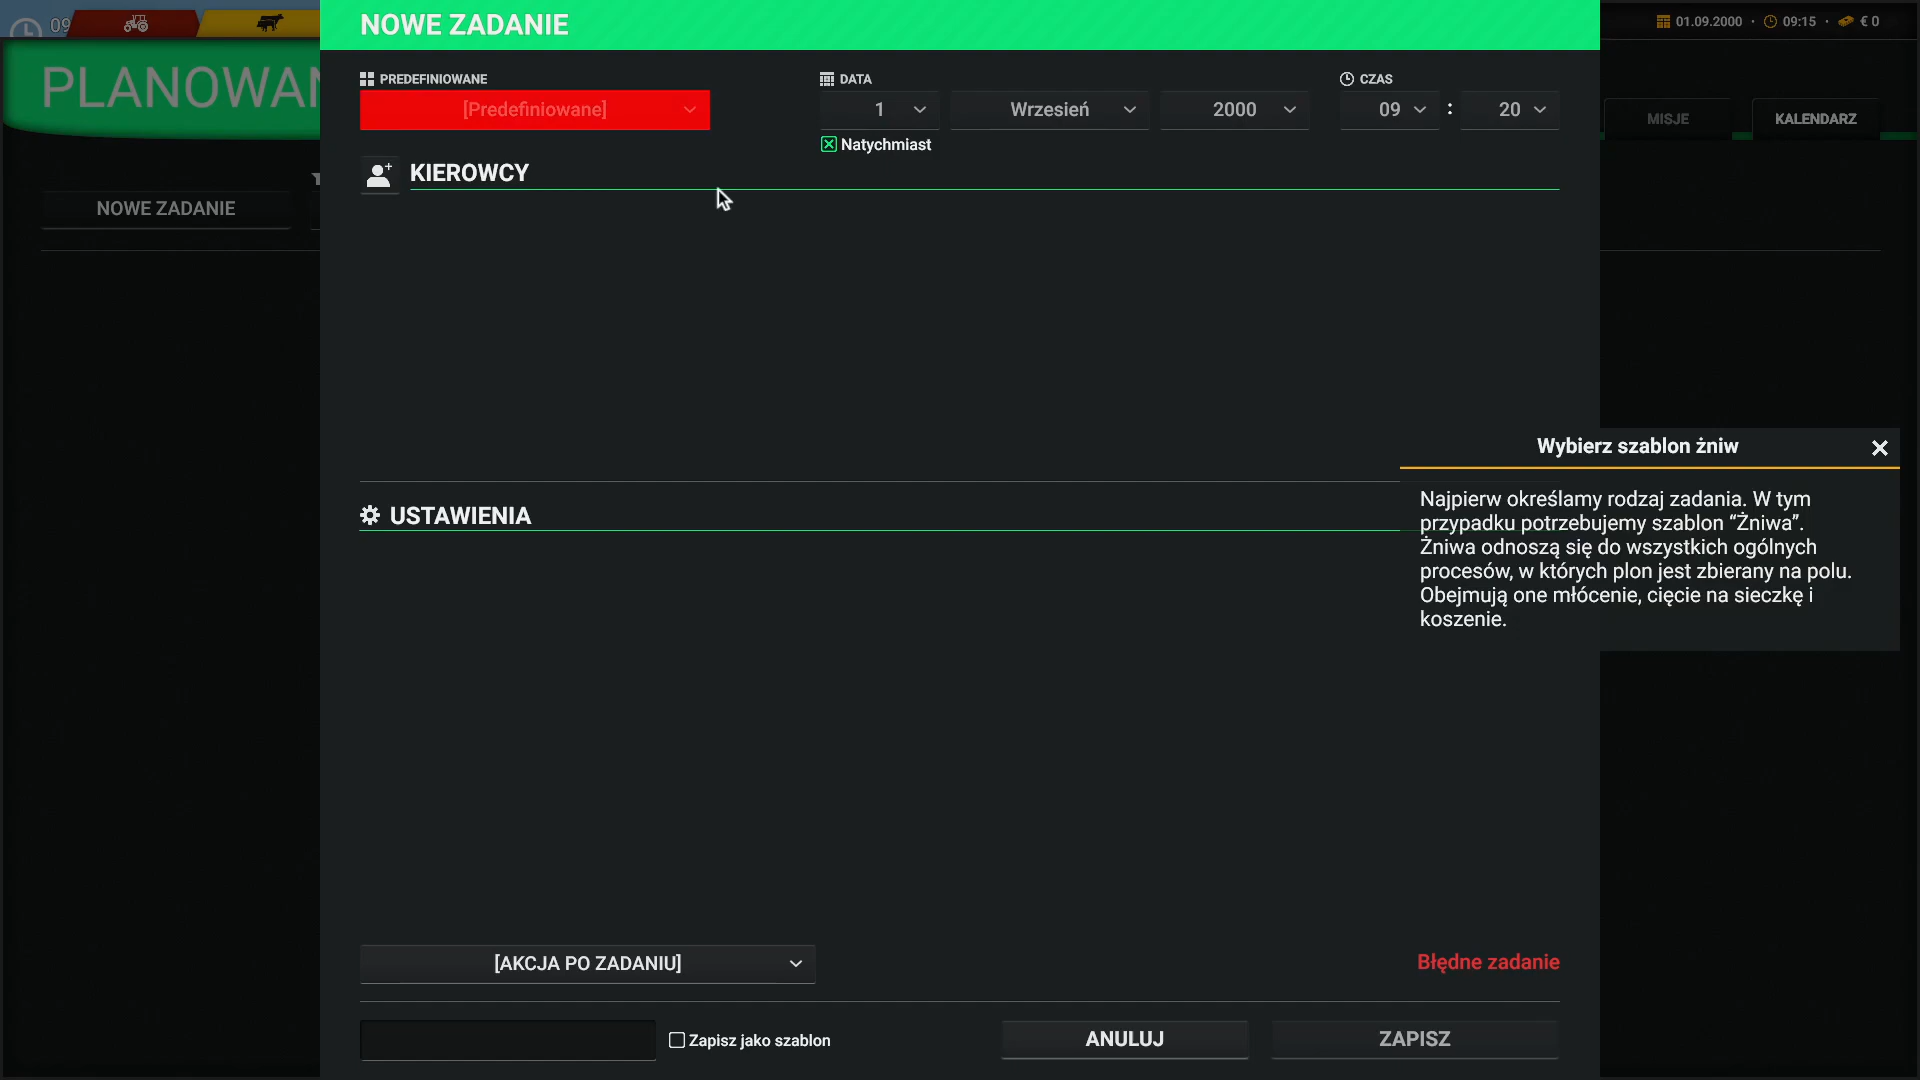 09
NOWE ZADANIE
01.09.2000 • 09:15 • € 0
PLANOWAN
PREDEFINIOWANE
DATA
CZAS
[Predefiniowane]
1
Wrzesień
2000
09 : 20
MISJE
KALENDARZ
Natychmiast
KIEROWCY
NOWE ZADANIE
Wybierz szablon żniw
Najpierw określamy rodzaj zadania. W tym
przypadku potrzebujemy szablon “Żniwa”.
Żniwa odnoszą się do wszystkich ogólnych
procesów, w których plon jest zbierany na polu.
Obejmują one młócenie, cięcie na sieczkę i
koszenie.
USTAWIENIA
[AKCJA PO ZADANIU]
Błędne zadanie
Zapisz jako szablon
ANULUJ
ZAPISZ